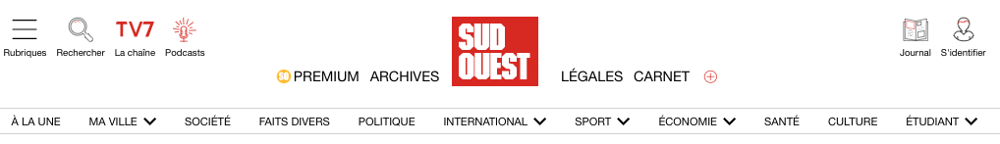 TV7
Rubriques Rechercher La chaîne Podcasts
SUD
OUEST
Journal S'identifier
SO PREMIUM ARCHIVES LÉGALES CARNET
À LA UNE MA VILLE SOCIÉTÉ FAITS DIVERS POLITIQUE INTERNATIONAL SPORT ÉCONOMIE SANTÉ CULTURE ÉTUDIANT